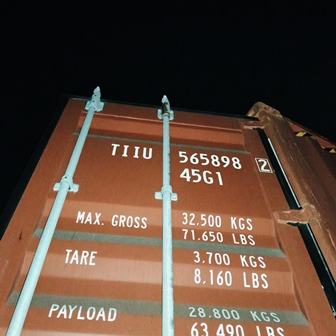 TIIU 565898 2
45G1
MAX. GROSS 32.500 KGS
71.650 LBS
TARE 3.700 KGS
8.160 LBS
PAYLOAD 28.800 KGS
63.490 LBS